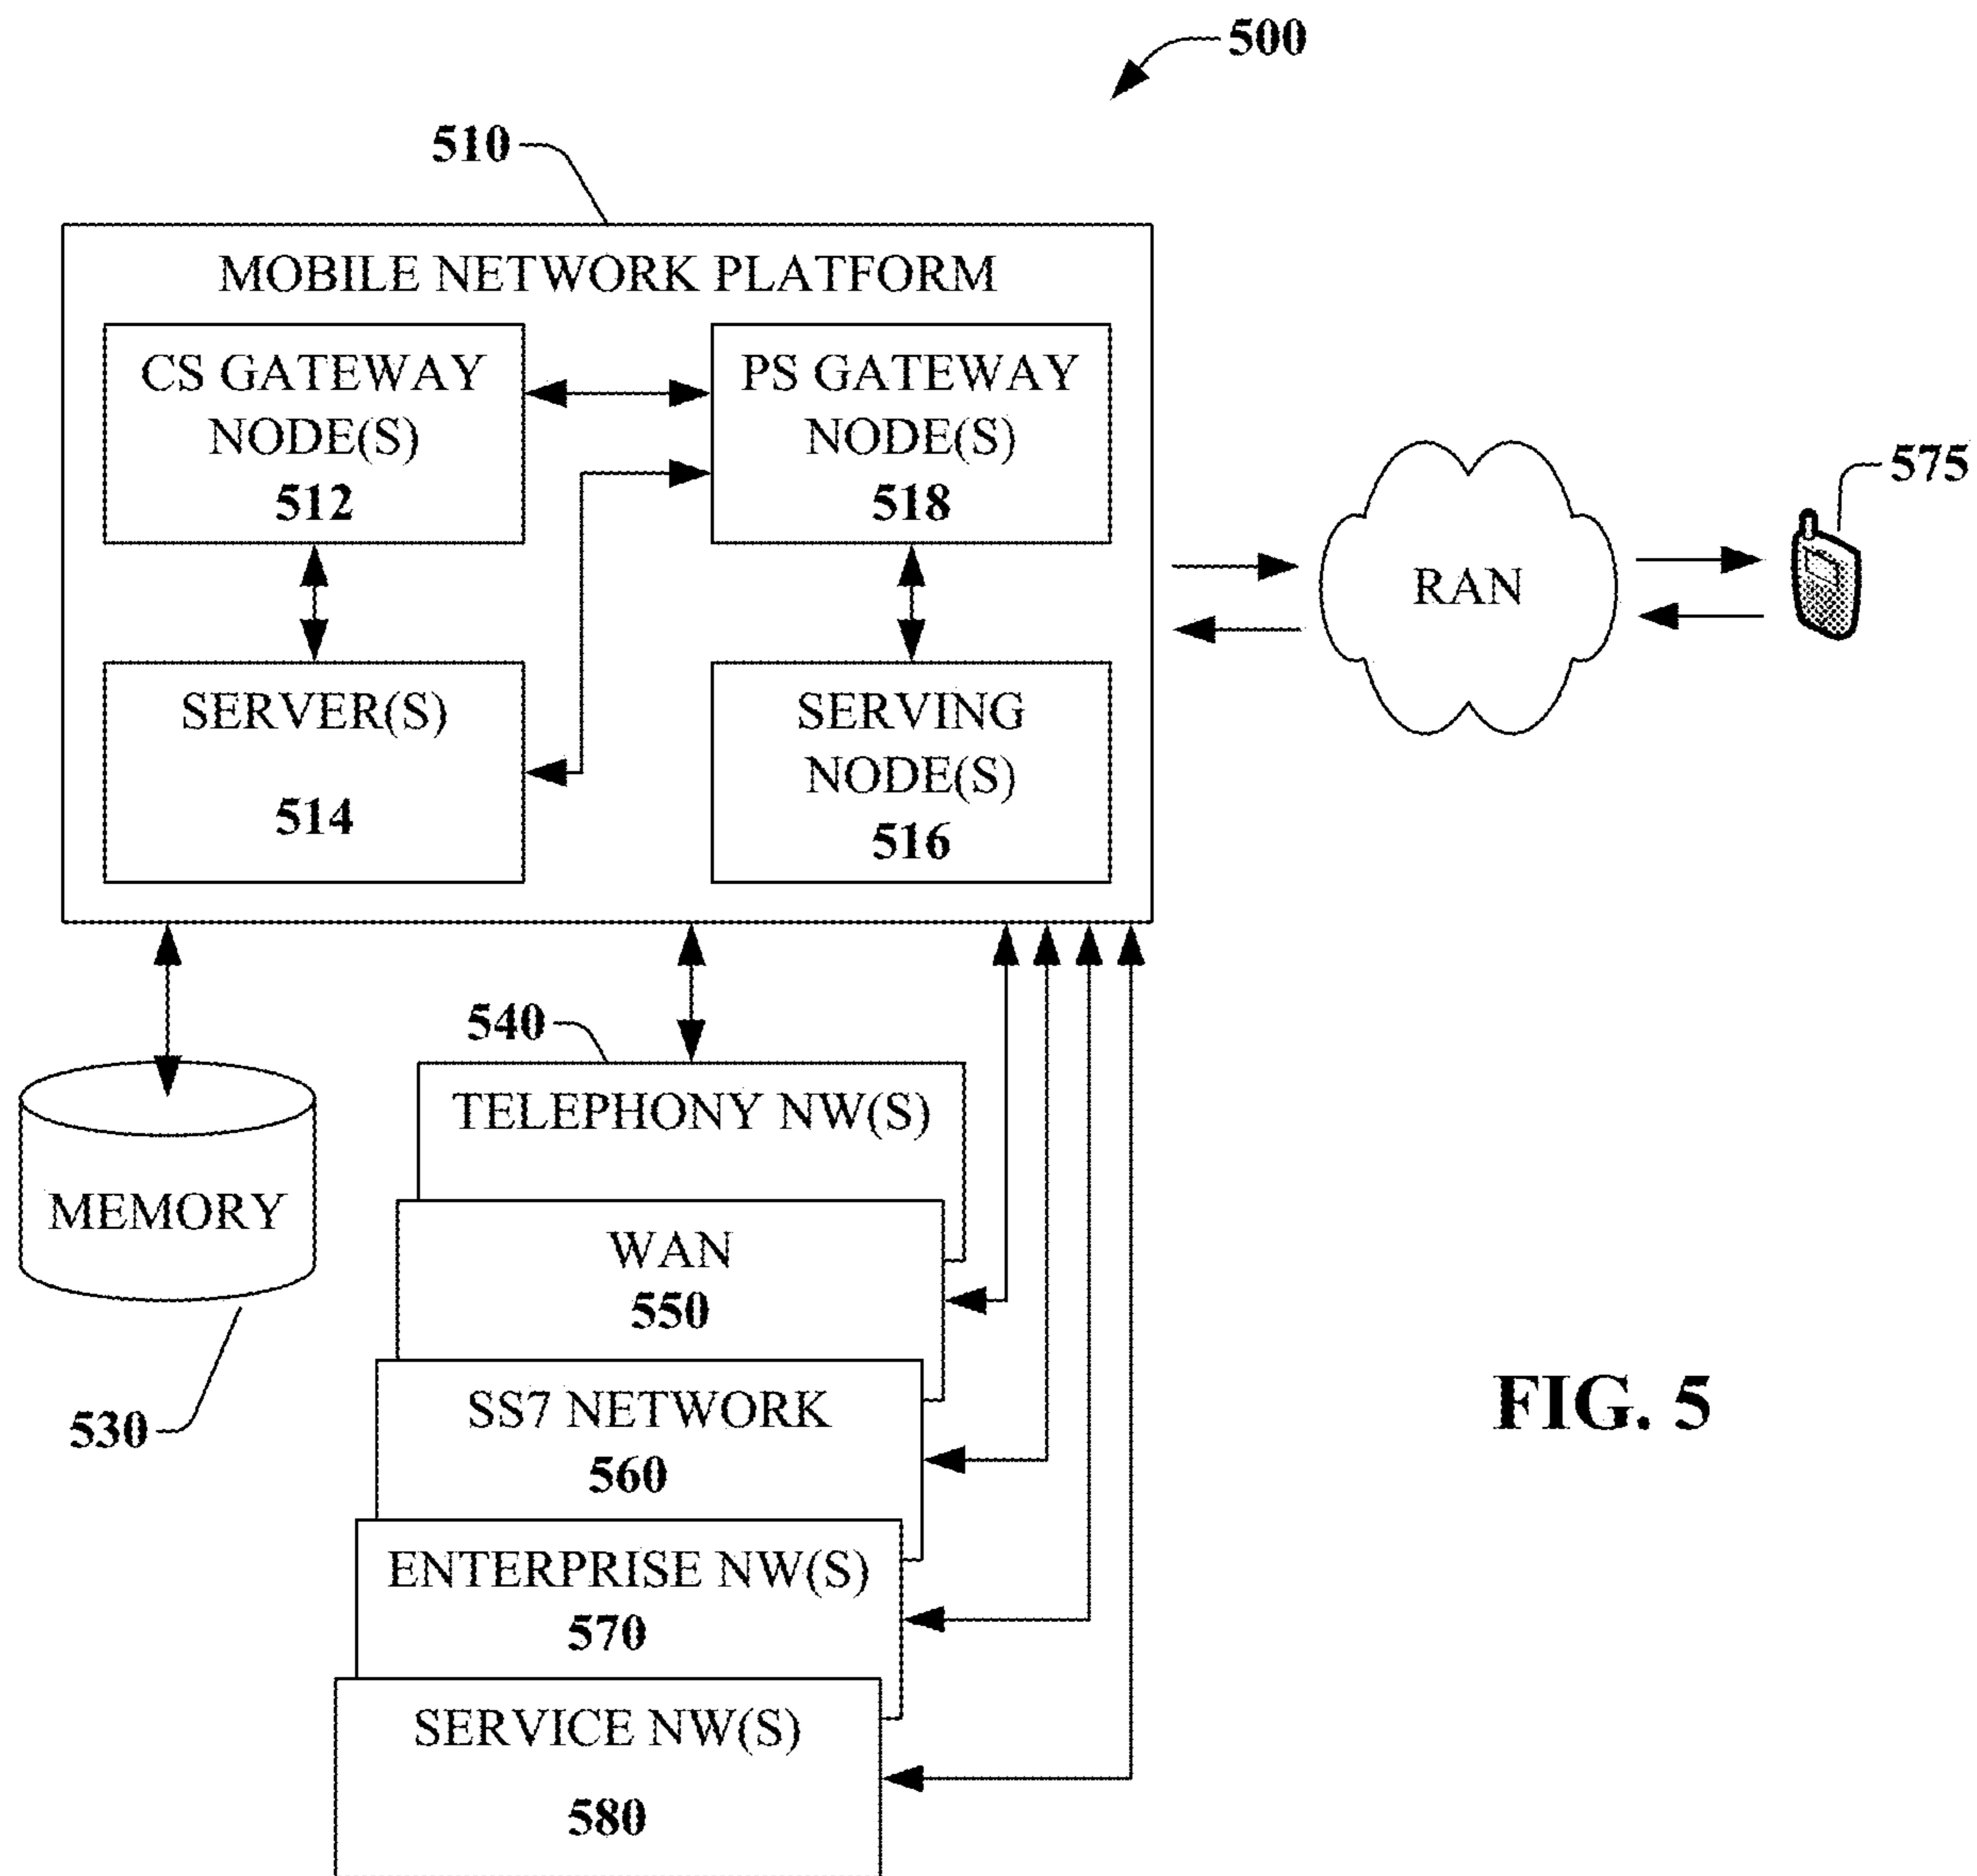 500
510
MOBILE NETWORK PLATFORM
CS GATEWAY
NODE(S)
512
PS GATEWAY
NODE(S)
518
SERVER(S)
514
SERVING
NODE(S)
516
RAN
575
540
TELEPHONY NW(S)
MEMORY
530
WAN
550
SS7 NETWORK
560
ENTERPRISE NW(S)
570
SERVICE NW(S)
580
FIG. 5